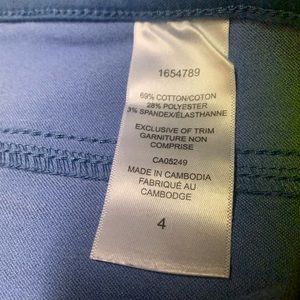 1654789
69% COTTON/COTON
28% POLYESTER
3% SPANDEX/ÉLASTHANNE
EXCLUSIVE OF TRIM
GARNITURE NON
COMPRISE
CA05249
MADE IN CAMBODIA
FABRIQUÉ AU
CAMBODGE
4